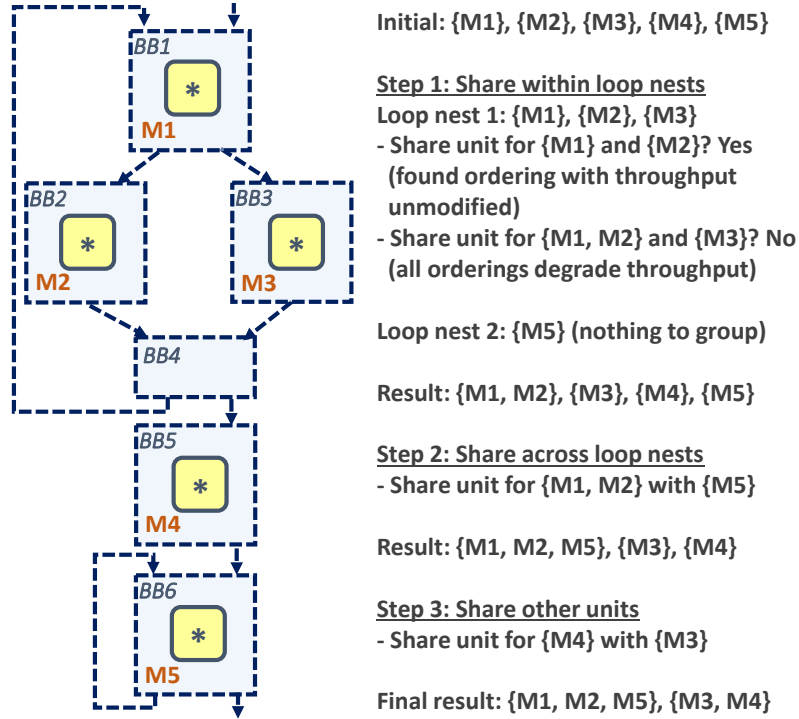 BB1
*
M1
BB2
*
M2
BB3
*
M3
BB4
BB5
*
M4
BB6
*
M5
Initial: {M1}, {M2}, {M3}, {M4}, {M5}
Step 1: Share within loop nests
Loop nest 1: {M1}, {M2}, {M3}
- Share unit for {M1} and {M2}? Yes
(found ordering with throughput
unmodified)
- Share unit for {M1, M2} and {M3}? No
(all orderings degrade throughput)
Loop nest 2: {M5} (nothing to group)
Result: {M1, M2}, {M3}, {M4}, {M5}
Step 2: Share across loop nests
- Share unit for {M1, M2} with {M5}
Result: {M1, M2, M5}, {M3}, {M4}
Step 3: Share other units
- Share unit for {M4} with {M3}
Final result: {M1, M2, M5}, {M3, M4}